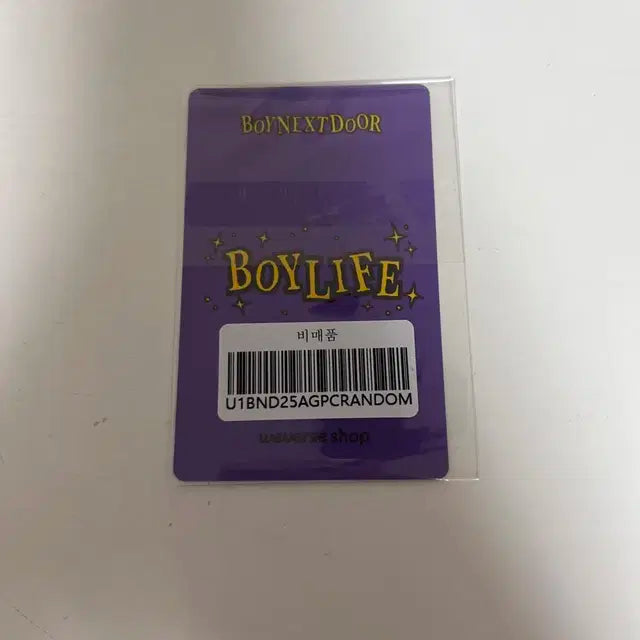 BOYNEXTDOOR
BOYLIFE
비매품
U1BND25AGPCRANDOM
weverse shop